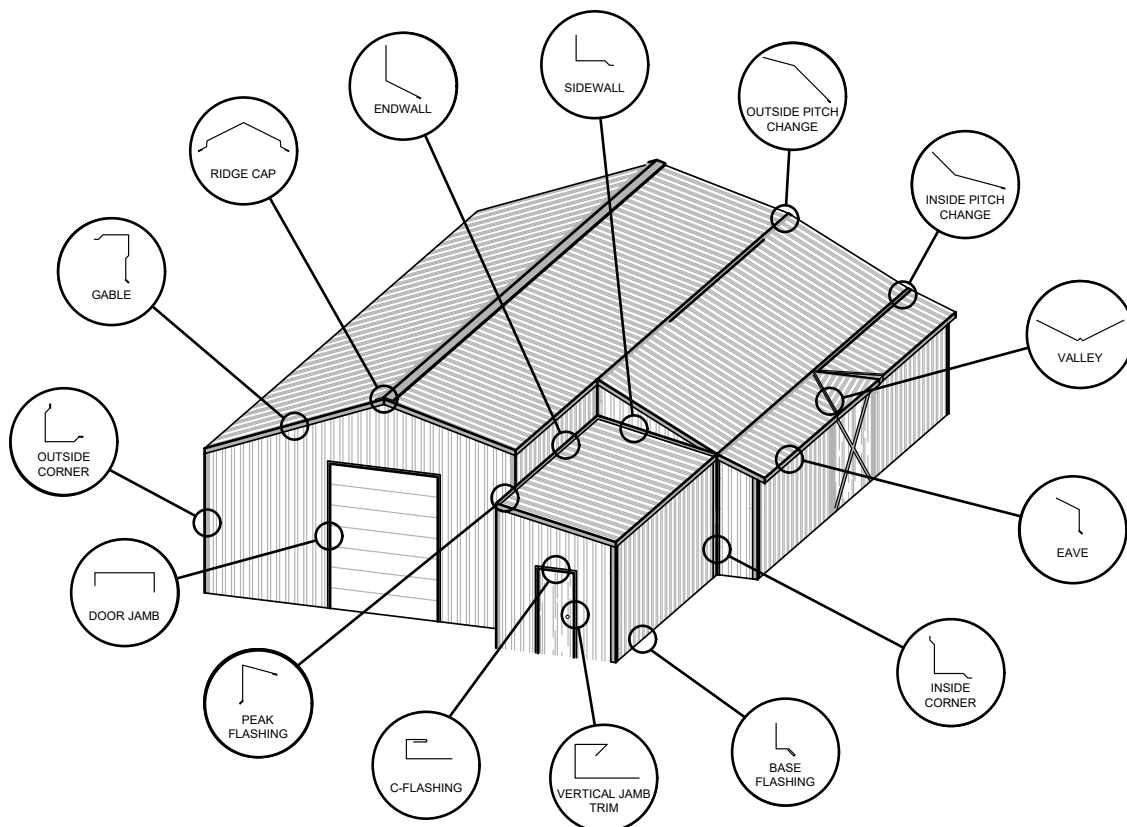 ENDWALL
SIDEWALL
OUTSIDE PITCH
CHANGE
RIDGE CAP
INSIDE PITCH
CHANGE
GABLE
VALLEY
OUTSIDE
CORNER
EAVE
DOOR JAMB
INSIDE
CORNER
PEAK
FLASHING
BASE
FLASHING
C-FLASHING
VERTICAL JAMB
TRIM